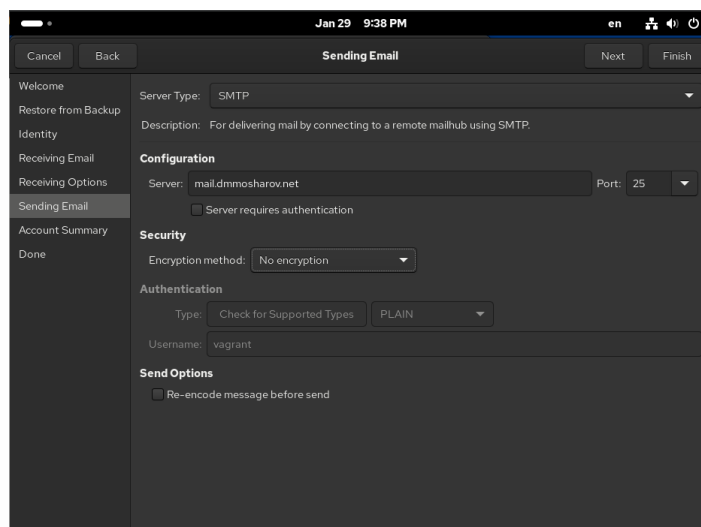 Jan 29 9:38 PM
en
Cancel
Back
Sending Email
Next
Finish
Welcome
Restore from Backup
Identity
Receiving Email
Receiving Options
Sending Email
Account Summary
Done
Server Type: SMTP
Description: For delivering mail by connecting to a remote mailhub using SMTP.
Configuration
Server: mail.dmmosharov.net Port: 25
Server requires authentication
Security
Encryption method: No encryption
Authentication
Type: Check for Supported Types PLAIN
Username: vagrant
Send Options
Re-encode message before send